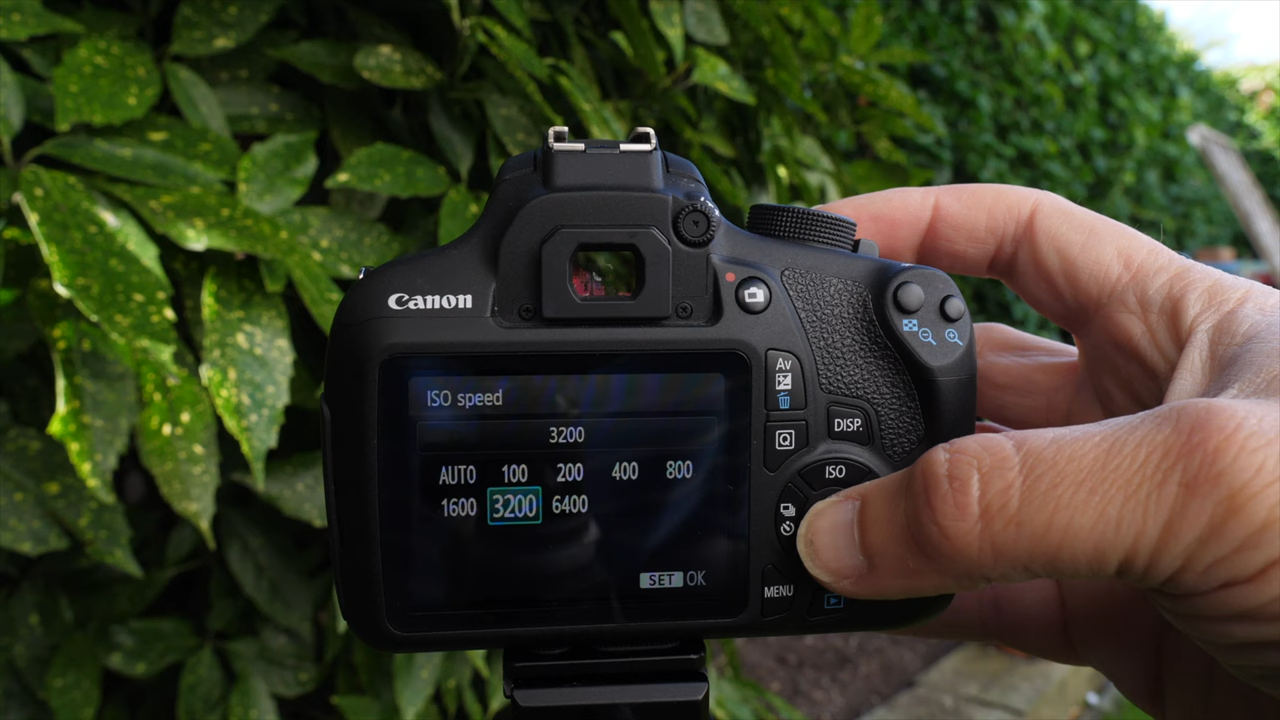 Canon
ISO speed
3200
AUTO 100 200 400 800
1600 3200 6400
SET OK
Av
Q
DISP.
ISO
MENU